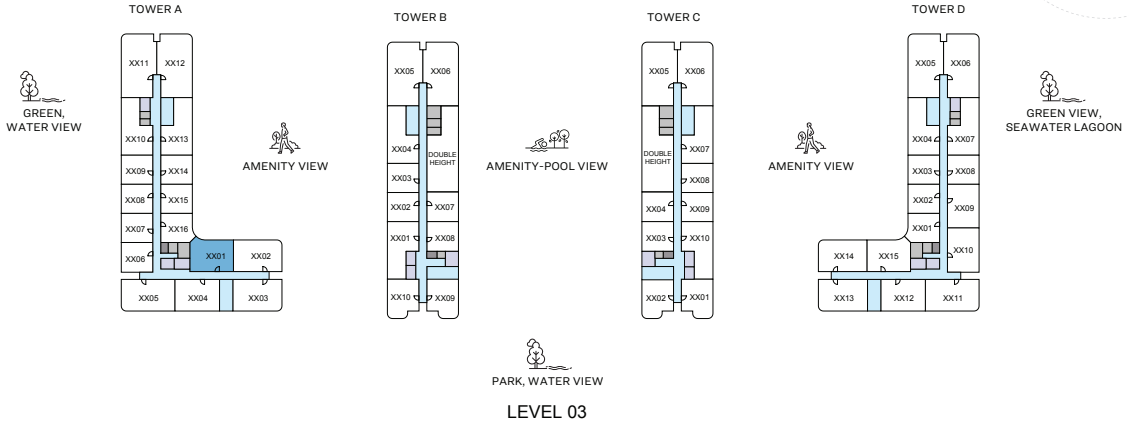 TOWER A
TOWER B
TOWER C
TOWER D
GREEN,
WATER VIEW
AMENITY VIEW
AMENITY-POOL VIEW
AMENITY VIEW
GREEN VIEW,
SEAWATER LAGOON
XX11 XX12
XX10 XX13
XX09 XX14
XX08 XX15
XX07 XX16
XX06 XX01 XX02
XX05 XX04 XX03
XX05 XX06
XX04 DOUBLE
HEIGHT
XX03
XX02 XX07
XX01 XX08
XX10 XX09
XX05 XX06
DOUBLE
HEIGHT
XX07
XX08
XX04 XX09
XX03 XX10
XX02 XX01
XX05 XX06
XX04 XX07
XX03 XX08
XX02 XX09
XX01
XX14 XX15 XX10
XX13 XX12 XX11
PARK, WATER VIEW
LEVEL 03